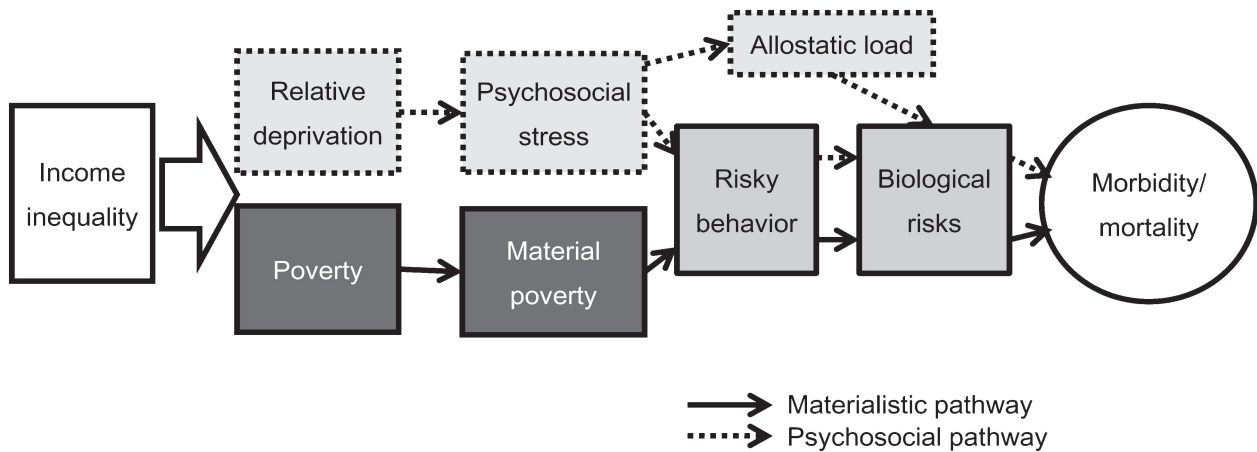 Income
inequality
Relative
deprivation
Poverty
Psychosocial
stress
Material
poverty
Allostatic load
Risky
behavior
Biological
risks
Morbidity/
mortality
Materialistic pathway
Psychosocial pathway